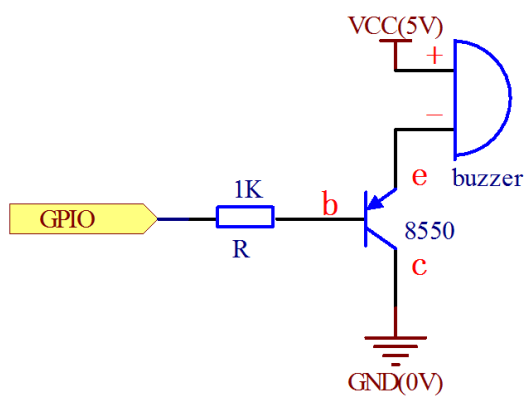 VCC(5V)
+
−
buzzer
e
1K
b
GPIO
8550
R
c
GND(0V)